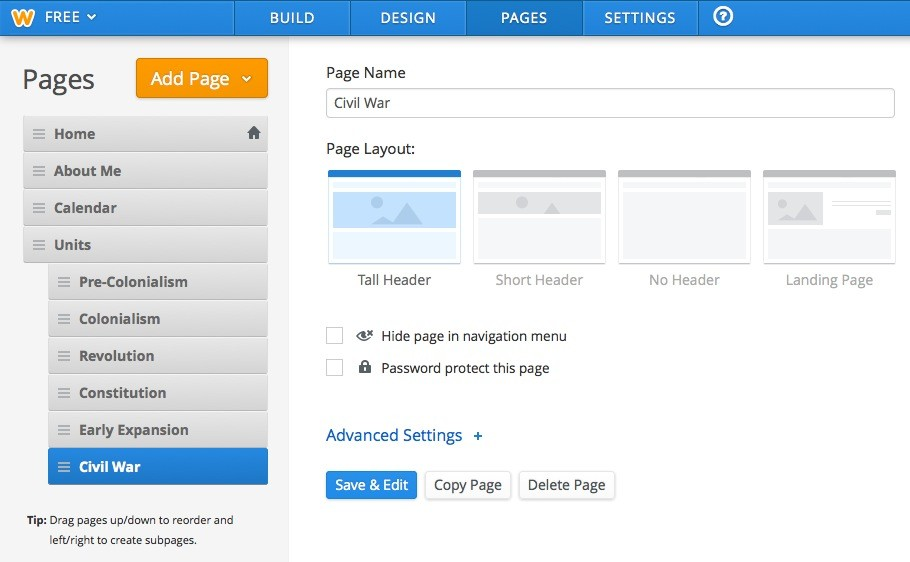 FREE
BUILD
DESIGN
PAGES
SETTINGS
?
Pages
Add Page
Home
About Me
Calendar
Units
Pre-Colonialism
Colonialism
Revolution
Constitution
Early Expansion
Civil War
Tip: Drag pages up/down to reorder and
left/right to create subpages.
Page Name
Civil War
Page Layout:
Tall Header
Short Header
No Header
Landing Page
Hide page in navigation menu
Password protect this page
Advanced Settings +
Save & Edit
Copy Page
Delete Page